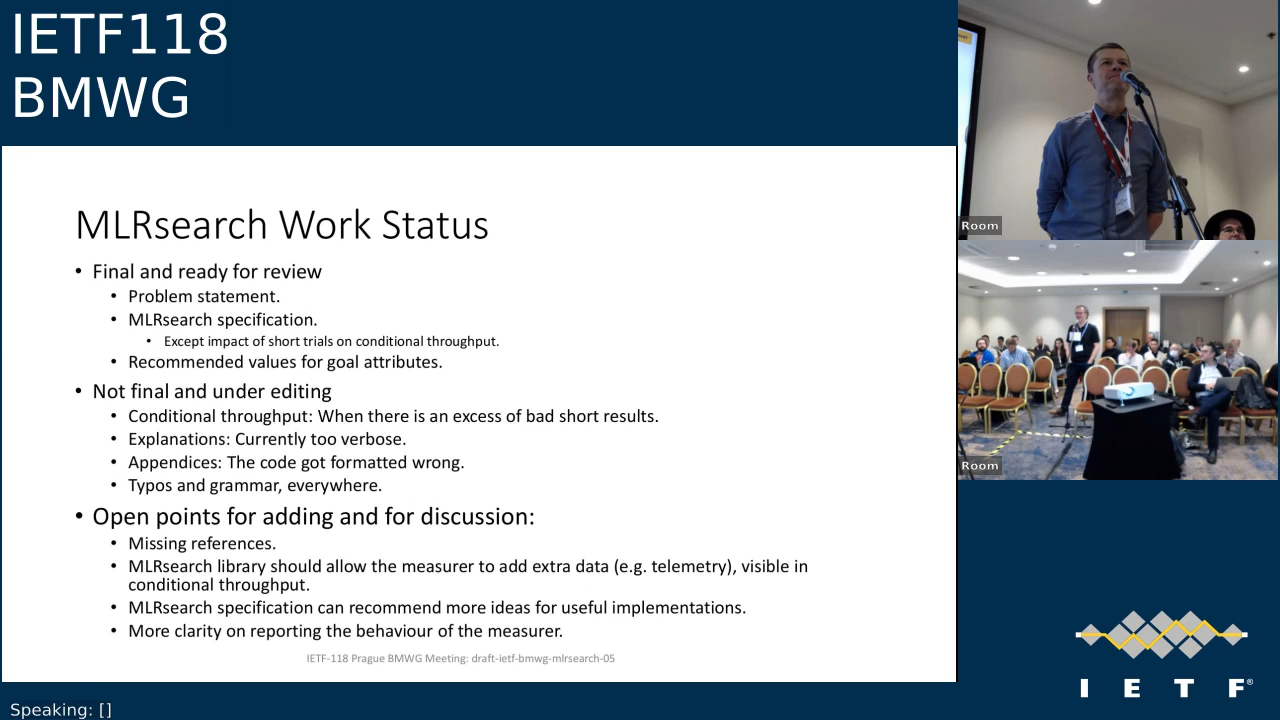 IETF118
BMWG
MLRsearch Work Status
• Final and ready for review
• Problem statement.
• MLRsearch specification.
• Except impact of short trials on conditional throughput.
• Recommended values for goal attributes.
• Not final and under editing
• Conditional throughput: When there is an excess of bad short results.
• Explanations: Currently too verbose.
• Appendices: The code got formatted wrong.
• Typos and grammar, everywhere.
• Open points for adding and for discussion:
• Missing references.
• MLRsearch library should allow the measurer to add extra data (e.g. telemetry), visible in
conditional throughput.
• MLRsearch specification can recommend more ideas for useful implementations.
• More clarity on reporting the behaviour of the measurer.
IETF-118 Prague BMWG Meeting: draft-ietf-bmwg-mlrsearch-05
Room
Room
I E T F®
Speaking: []